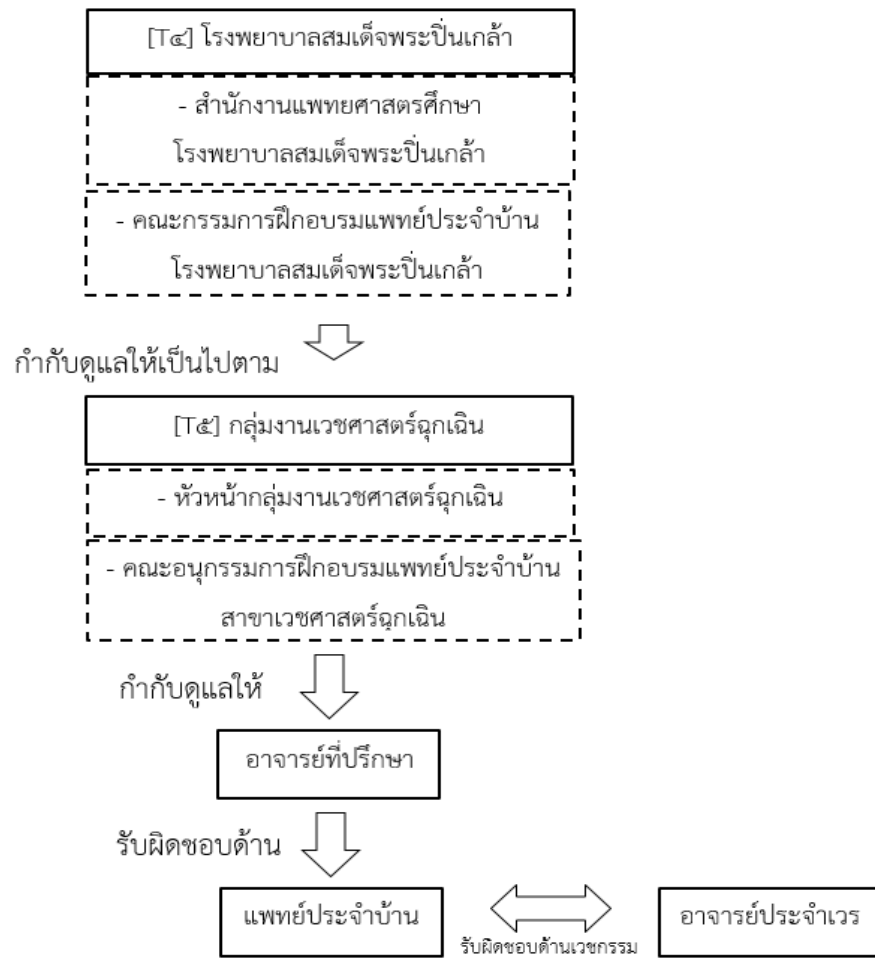 [T๔] โรงพยาบาลสมเด็จพระปิ่นเกล้า
- สำนักงานแพทยศาสตรศึกษา
โรงพยาบาลสมเด็จพระปิ่นเกล้า
- คณะกรรมการฝึกอบรมแพทย์ประจำบ้าน
โรงพยาบาลสมเด็จพระปิ่นเกล้า
กำกับดูแลให้เป็นไปตาม
[T๕] กลุ่มงานเวชศาสตร์ฉุกเฉิน
- หัวหน้ากลุ่มงานเวชศาสตร์ฉุกเฉิน
- คณะอนุกรรมการฝึกอบรมแพทย์ประจำบ้าน
สาขาเวชศาสตร์ฉุกเฉิน
กำกับดูแลให้
อาจารย์ที่ปรึกษา
รับผิดชอบด้าน
แพทย์ประจำบ้าน
รับผิดชอบด้านเวชกรรม
อาจารย์ประจำเวร